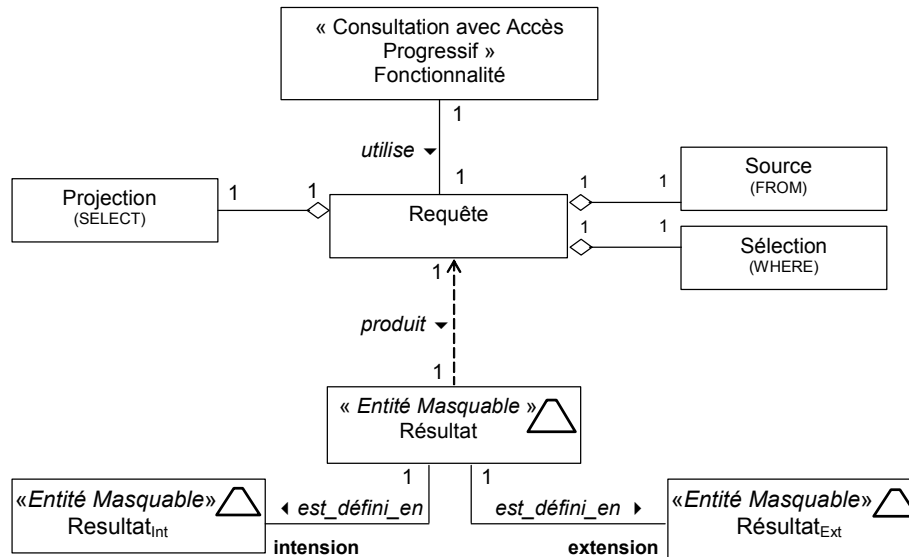 « Consultation avec Accès
Progressif »
Fonctionnalité
1
utilise
1
Projection
(SELECT)
1
1
Requête
1
1
Source
(FROM)
1
1
Sélection
(WHERE)
1
produit
1
« Entité Masquable »
Résultat
1
1
«Entité Masquable»
ResultatInt
est_défini_en
intension
est_défini_en
extension
«Entité Masquable»
RésultatExt